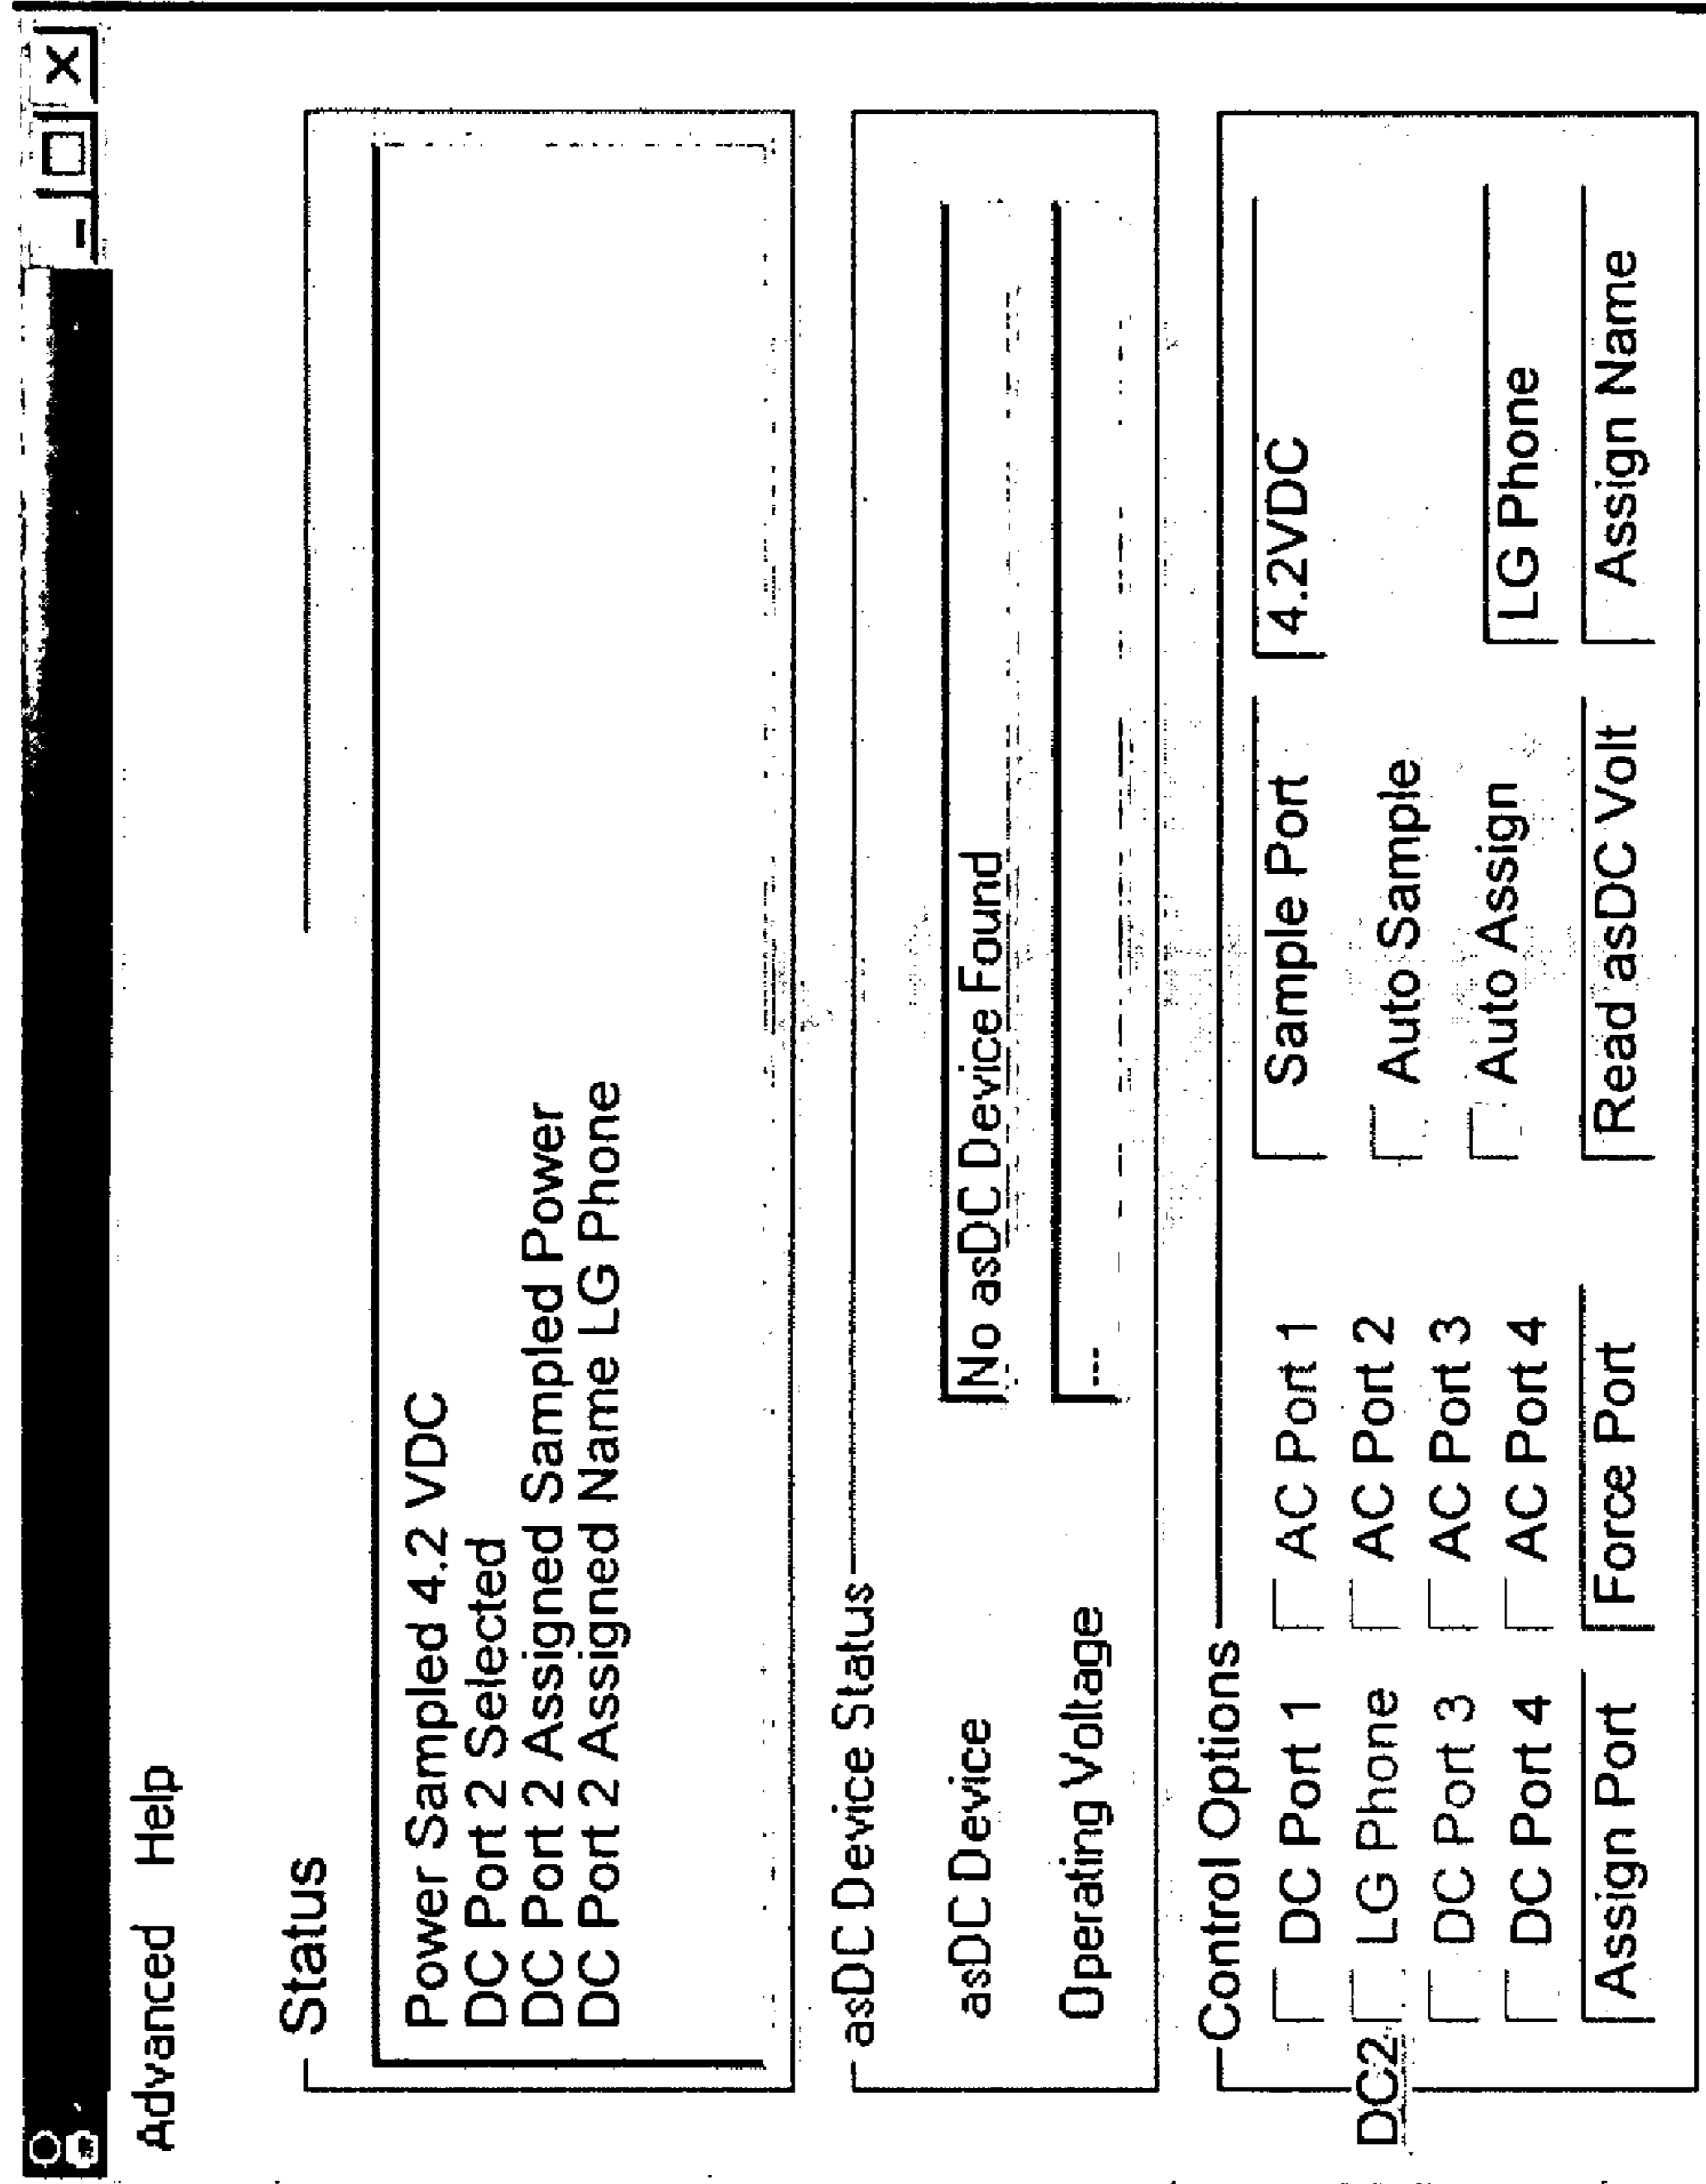 Advanced Help
Status
Power Sampled 4.2 VDC
DC Port 2 Selected
DC Port 2 Assigned Sampled Power
DC Port 2 Assigned Name LG Phone
asDC Device Status
asDC Device No asDC Device Found
Operating Voltage ---
Control Options
DC Port 1 AC Port 1 Sample Port 4.2VDC
DC2 LG Phone AC Port 2 Auto Sample
DC Port 3 AC Port 3 Auto Assign LG Phone
DC Port 4 AC Port 4
Assign Port Force Port Read asDC Volt Assign Name